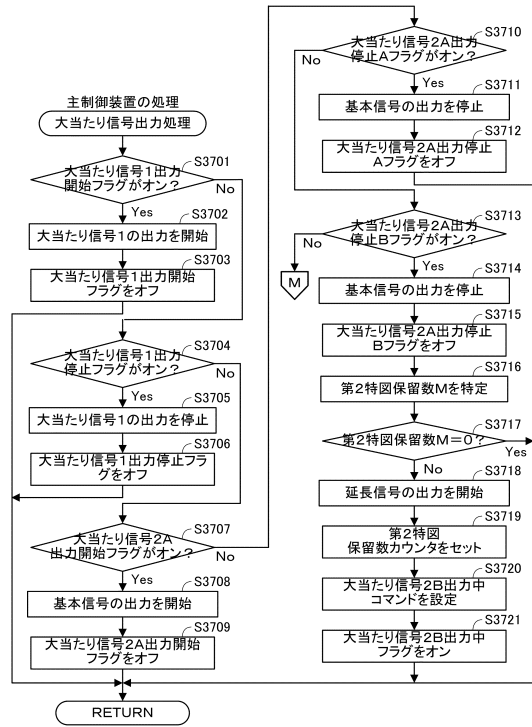 主制御装置の処理
大当たり信号出力処理
S3701
大当たり信号1出力
開始フラグがオン？
No
Yes
S3702
大当たり信号1の出力を開始
S3703
大当たり信号1出力開始
フラグをオフ
S3704
大当たり信号1出力
停止フラグがオン？
No
Yes
S3705
大当たり信号1の出力を停止
S3706
大当たり信号1出力停止フラ
グをオフ
S3707
大当たり信号2A
出力開始フラグがオン？
No
Yes
S3708
基本信号の出力を開始
S3709
大当たり信号2A出力開始
フラグをオフ
RETURN
S3710
大当たり信号2A出力
停止Aフラグがオン？
No
Yes
S3711
基本信号の出力を停止
S3712
大当たり信号2A出力停止
Aフラグをオフ
S3713
大当たり信号2A出力
停止Bフラグがオン？
No
M
Yes
S3714
基本信号の出力を停止
S3715
大当たり信号2A出力停止
Bフラグをオフ
S3716
第2特図保留数Mを特定
S3717
第2特図保留数M＝0？
Yes
No
S3718
延長信号の出力を開始
S3719
第2特図
保留数カウンタをセット
S3720
大当たり信号2B出力中
コマンドを設定
S3721
大当たり信号2B出力中
フラグをオン